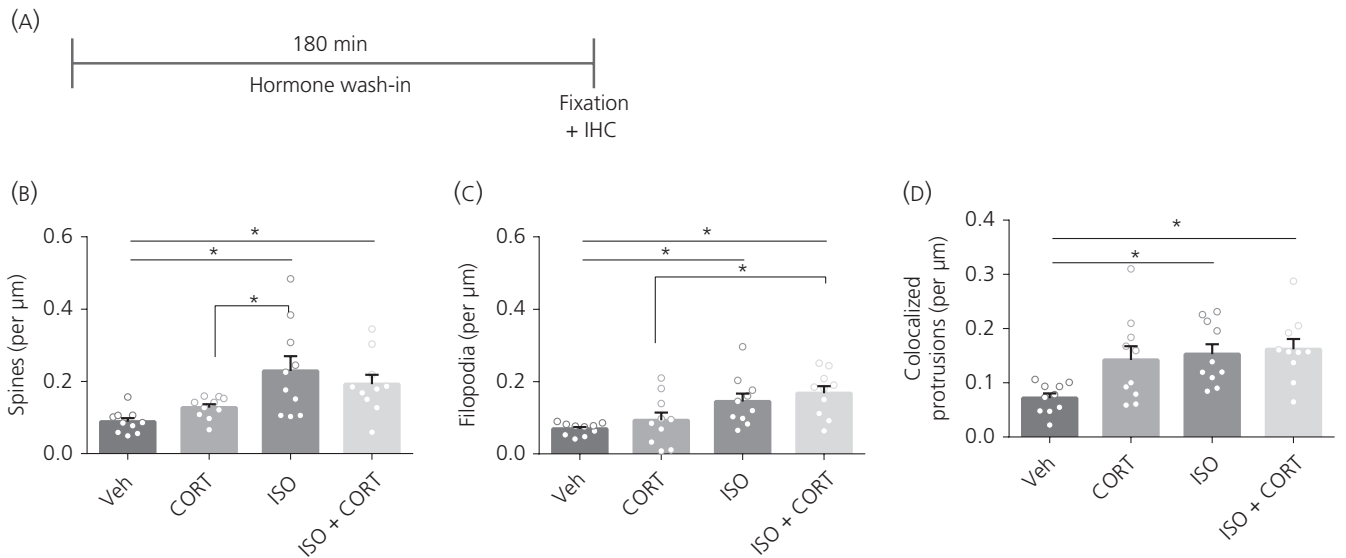 (A)
180 min
Hormone wash-in
Fixation
+ IHC
(B)
Spines (per µm)
0.6
0.4
0.2
0.0
*
*
*
Veh
CORT
ISO
ISO + CORT
(C)
Filopodia (per µm)
0.6
0.4
0.2
0.0
*
*
*
Veh
CORT
ISO
ISO + CORT
(D)
Colocalized
protrusions (per µm)
0.4
0.3
0.2
0.1
0.0
*
*
Veh
CORT
ISO
ISO + CORT